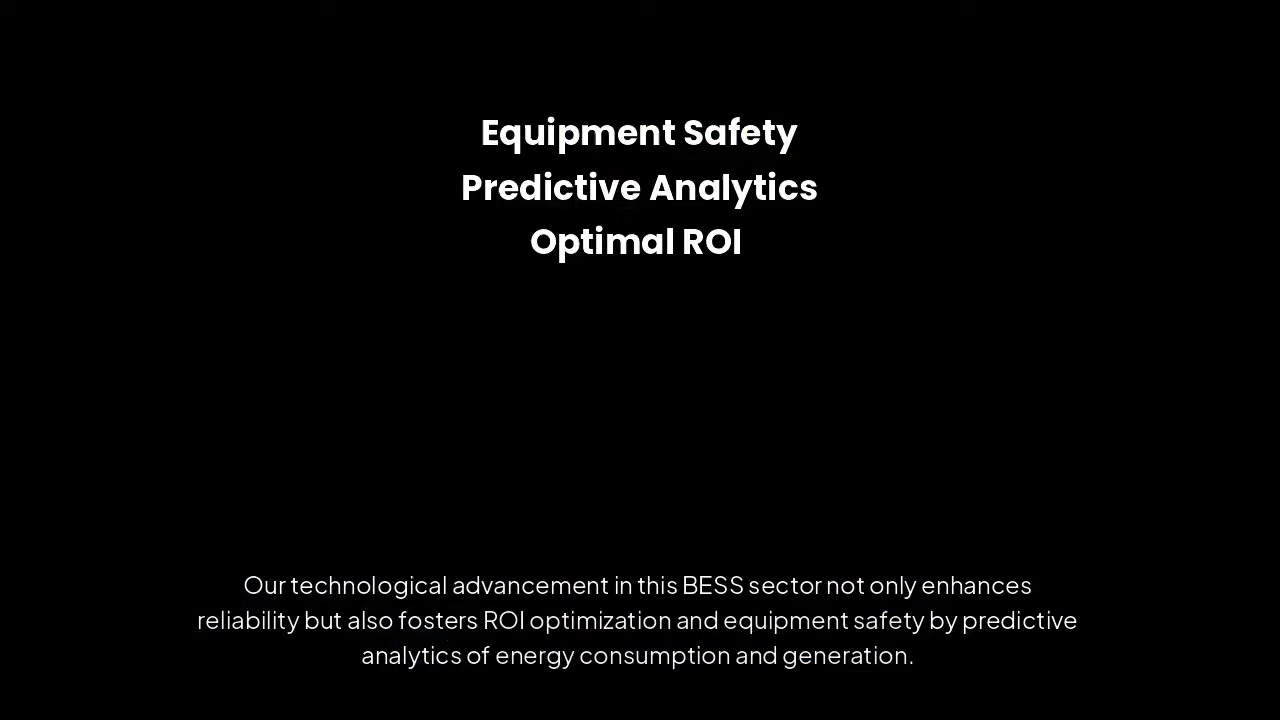 Equipment Safety
Predictive Analytics
Optimal ROI
Our technological advancement in this BESS sector not only enhances
reliability but also fosters ROI optimization and equipment safety by predictive
analytics of energy consumption and generation.